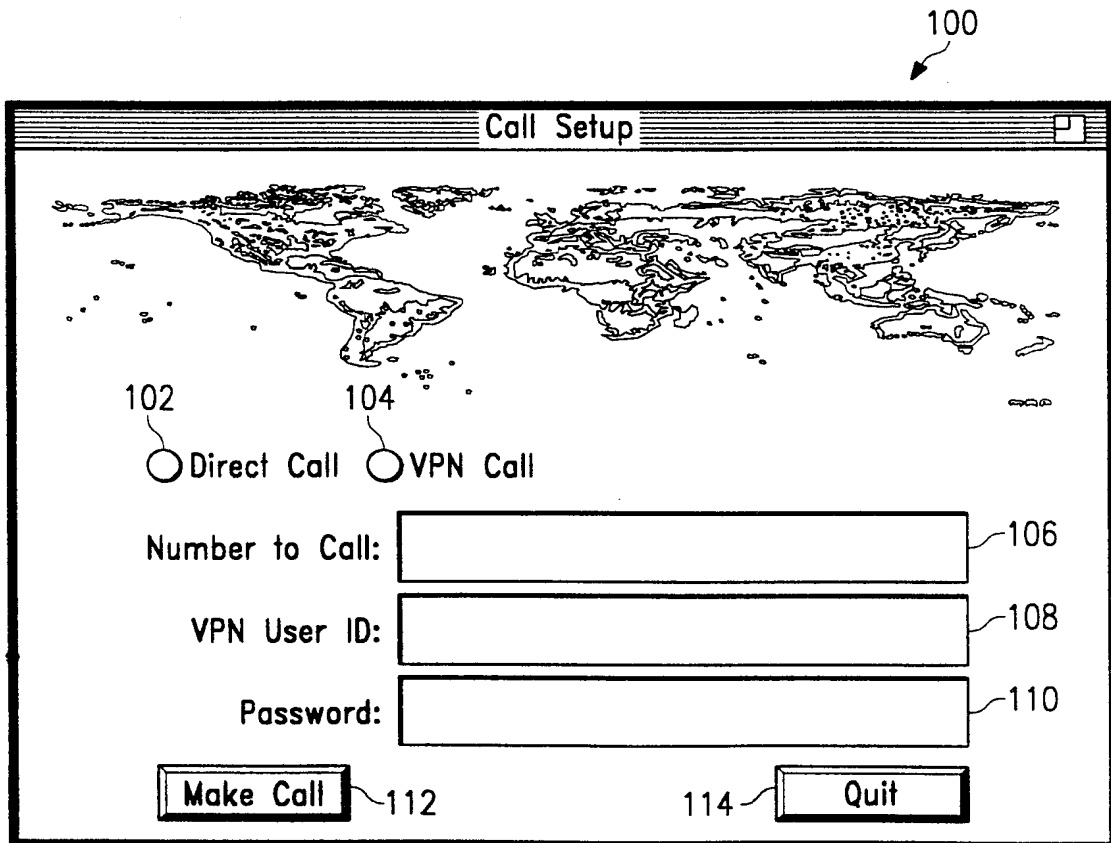 100
Call Setup
102
104
Direct Call
VPN Call
Number to Call:
106
VPN User ID:
108
Password:
110
Make Call
112
114
Quit